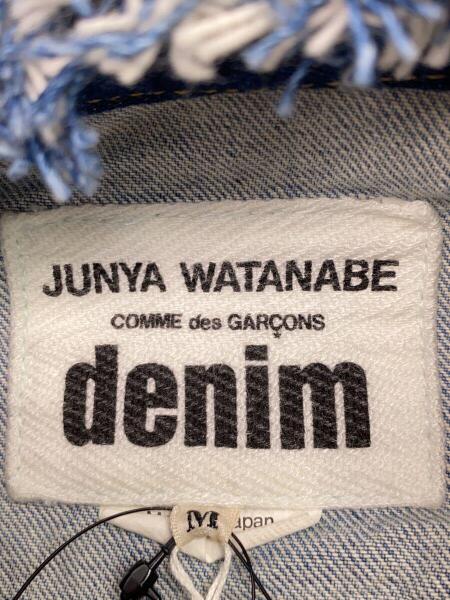 JUNYA WATANABE
COMME des GARÇONS
denim
M